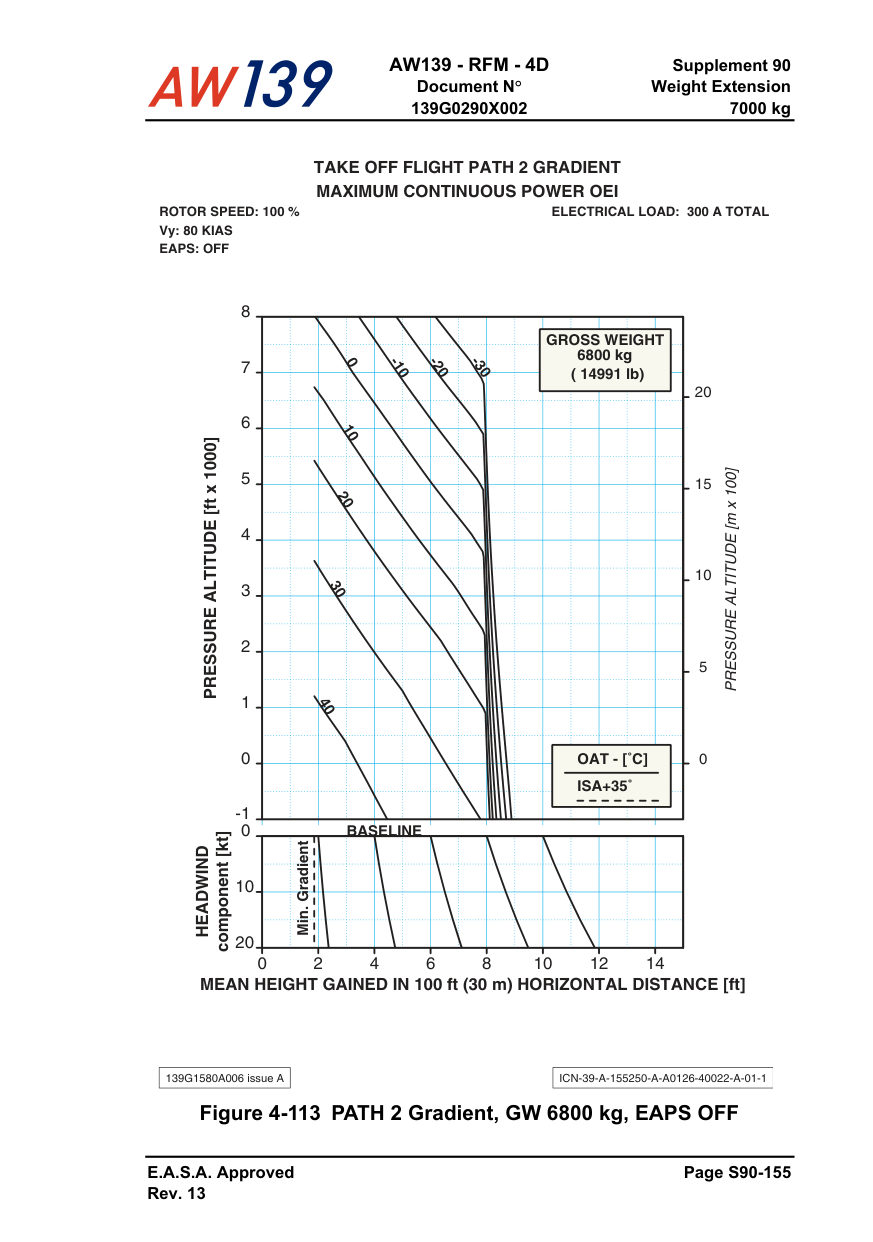 AW139
AW139 - RFM - 4D
Document N°
139G0290X002
Supplement 90
Weight Extension
7000 kg
TAKE OFF FLIGHT PATH 2 GRADIENT
MAXIMUM CONTINUOUS POWER OEI
ROTOR SPEED: 100 %
ELECTRICAL LOAD: 300 A TOTAL
Vy: 80 KIAS
EAPS: OFF
GROSS WEIGHT
6800 kg
( 14991 lb)
PRESSURE ALTITUDE [ft x 1000]
8
7
6
5
4
3
2
1
0
-1
0
-10
-20
-30
10
20
30
40
20
15
10
5
0
PRESSURE ALTITUDE [m x 100]
OAT - [°C]
ISA+35°
BASELINE
HEADWIND
component [kt]
0
10
20
Min. Gradient
0 2 4 6 8 10 12 14
MEAN HEIGHT GAINED IN 100 ft (30 m) HORIZONTAL DISTANCE [ft]
139G1580A006 issue A
ICN-39-A-155250-A-A0126-40022-A-01-1
Figure 4-113 PATH 2 Gradient, GW 6800 kg, EAPS OFF
E.A.S.A. Approved
Rev. 13
Page S90-155